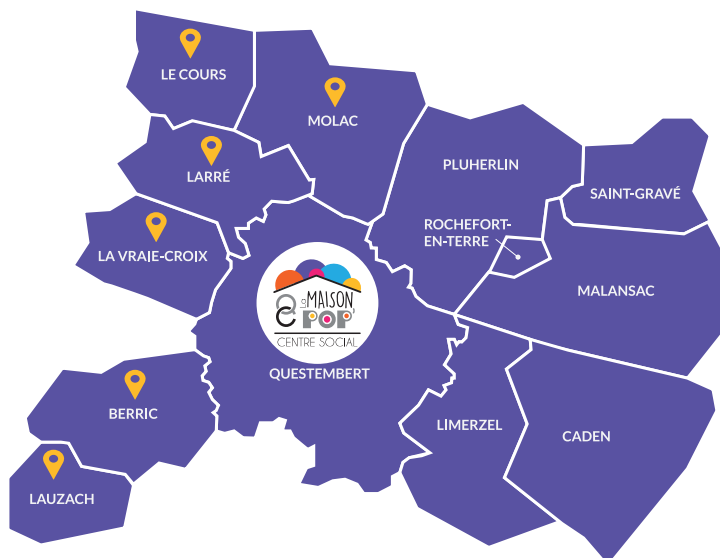 LE COURS
MOLAC
LARRÉ
PLUHERLIN
SAINT-GRAVÉ
ROCHEFORT-
EN-TERRE
LA VRAIE-CROIX
MALANSAC
La MAISON
POP'
CENTRE SOCIAL
QUESTEMBERT
BERRIC
LIMERZEL
CADEN
LAUZACH